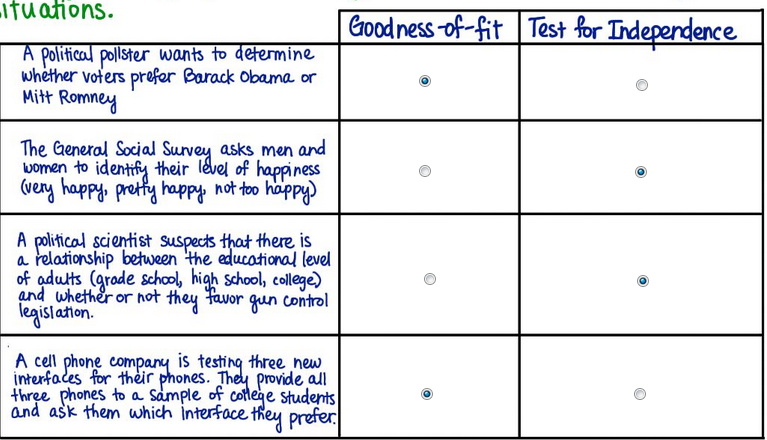 situations.
Goodness-of-fit
Test for Independence
A political pollster wants to determine
whether voters prefer Barack Obama or
Mitt Romney
The General Social Survey asks men and
women to identify their level of happiness
(very happy, pretty happy, not too happy)
A political scientist suspects that there is
a relationship between the educational level
of adults (grade school, high school, college)
and whether or not they favor gun control
legislation.
A cell phone company is testing three new
interfaces for their phones. They provide all
three phones to a sample of college students
and ask them which interface they prefer.